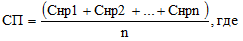 СП = (Снр1 + Снр2 + ...+ Снрn) / n, где